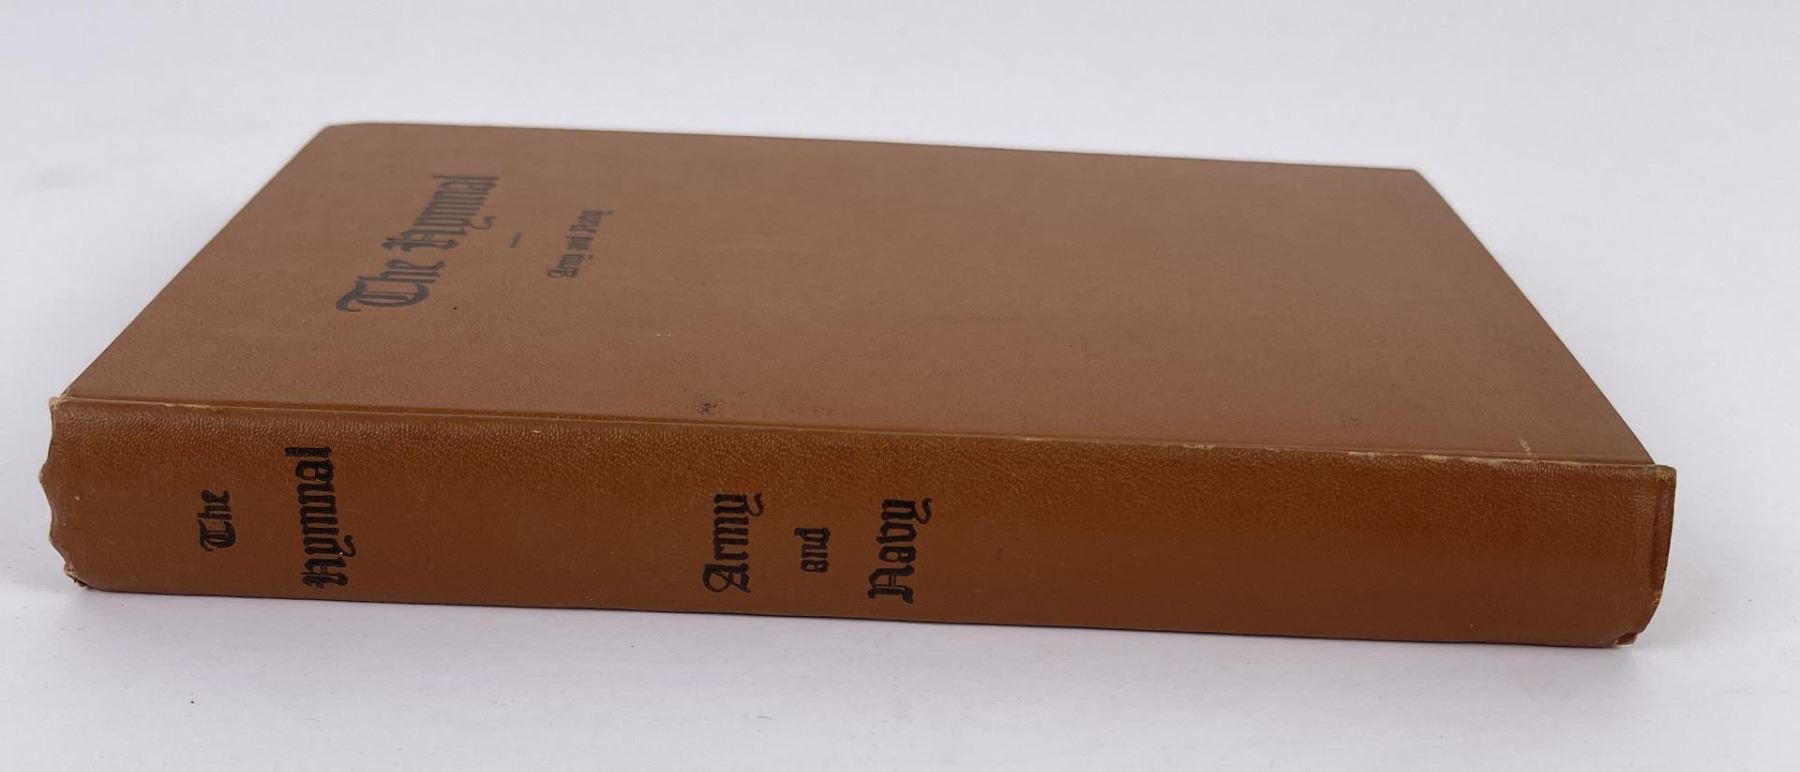 The Hymnal
Army and Navy
The
Hymnal
Army
and
Navy